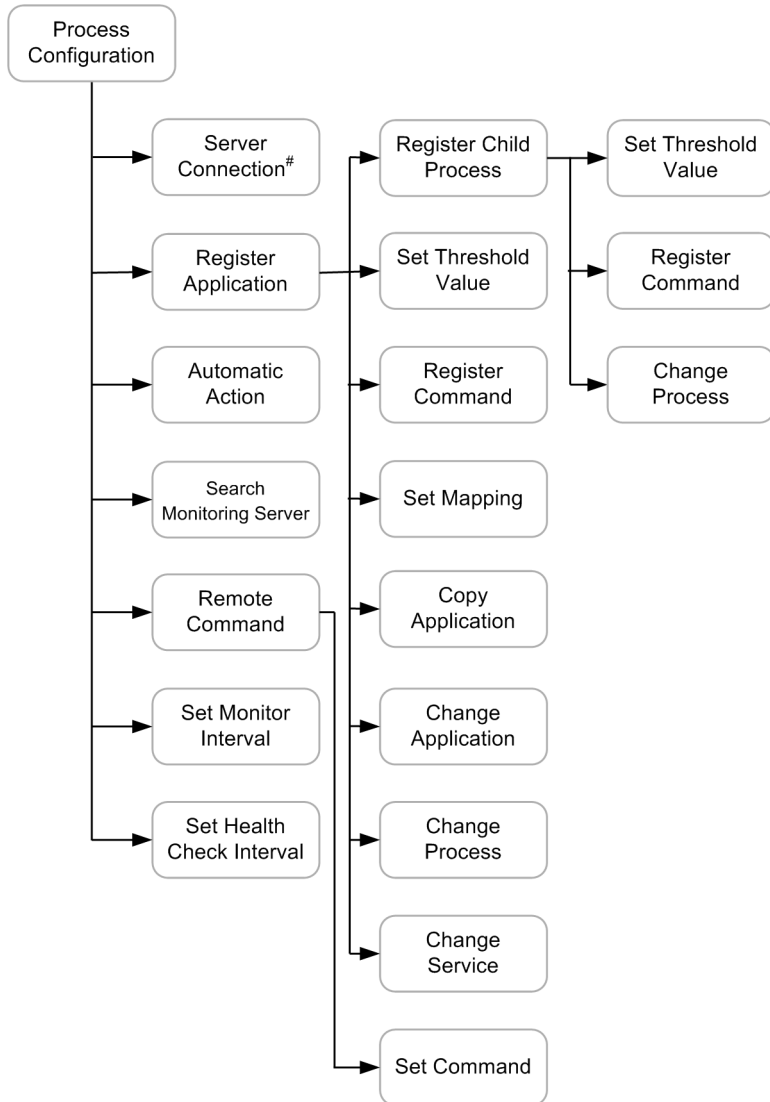 Process
Configuration
Server
Connection#
Register
Application
Automatic
Action
Search
Monitoring Server
Remote
Command
Set Monitor
Interval
Set Health
Check Interval
Register Child
Process
Set Threshold
Value
Register
Command
Set Mapping
Copy
Application
Change
Application
Change
Process
Change
Service
Set Command
Set Threshold
Value
Register
Command
Change
Process